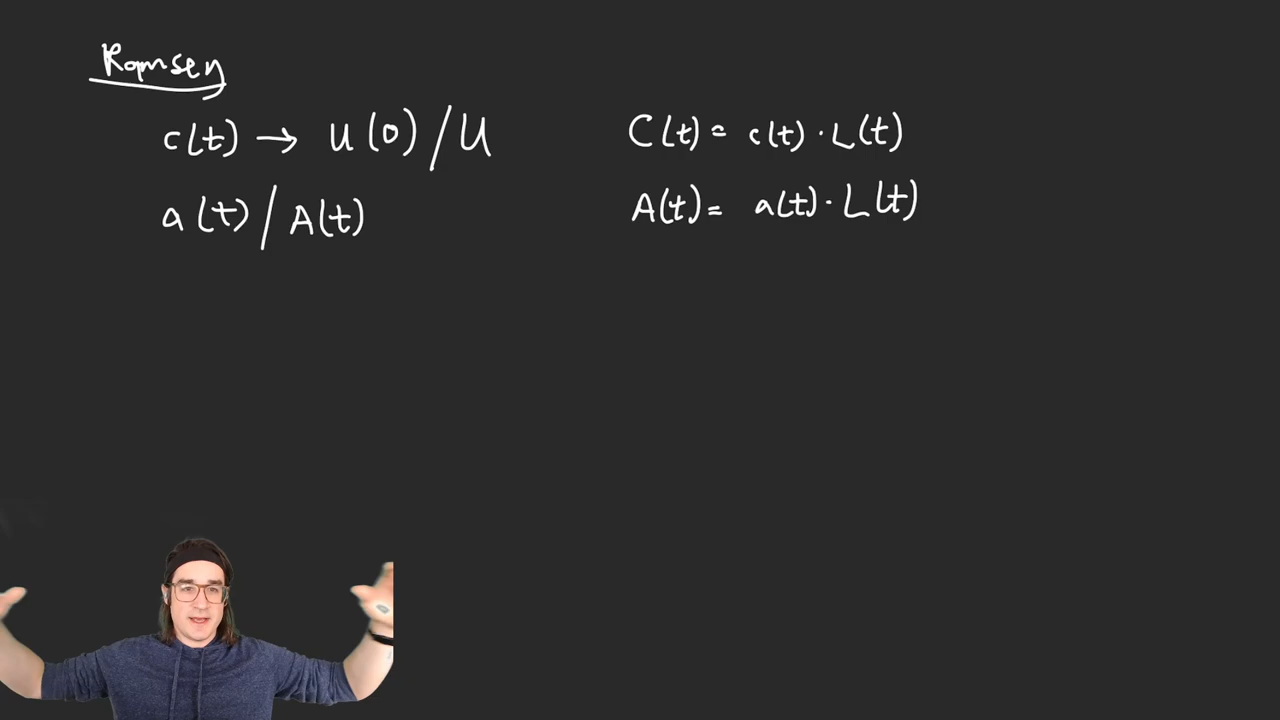 Ramsey
c(t) → U(0)/U
a(t)/A(t)
C(t) = c(t) · L(t)
A(t) = a(t) · L(t)